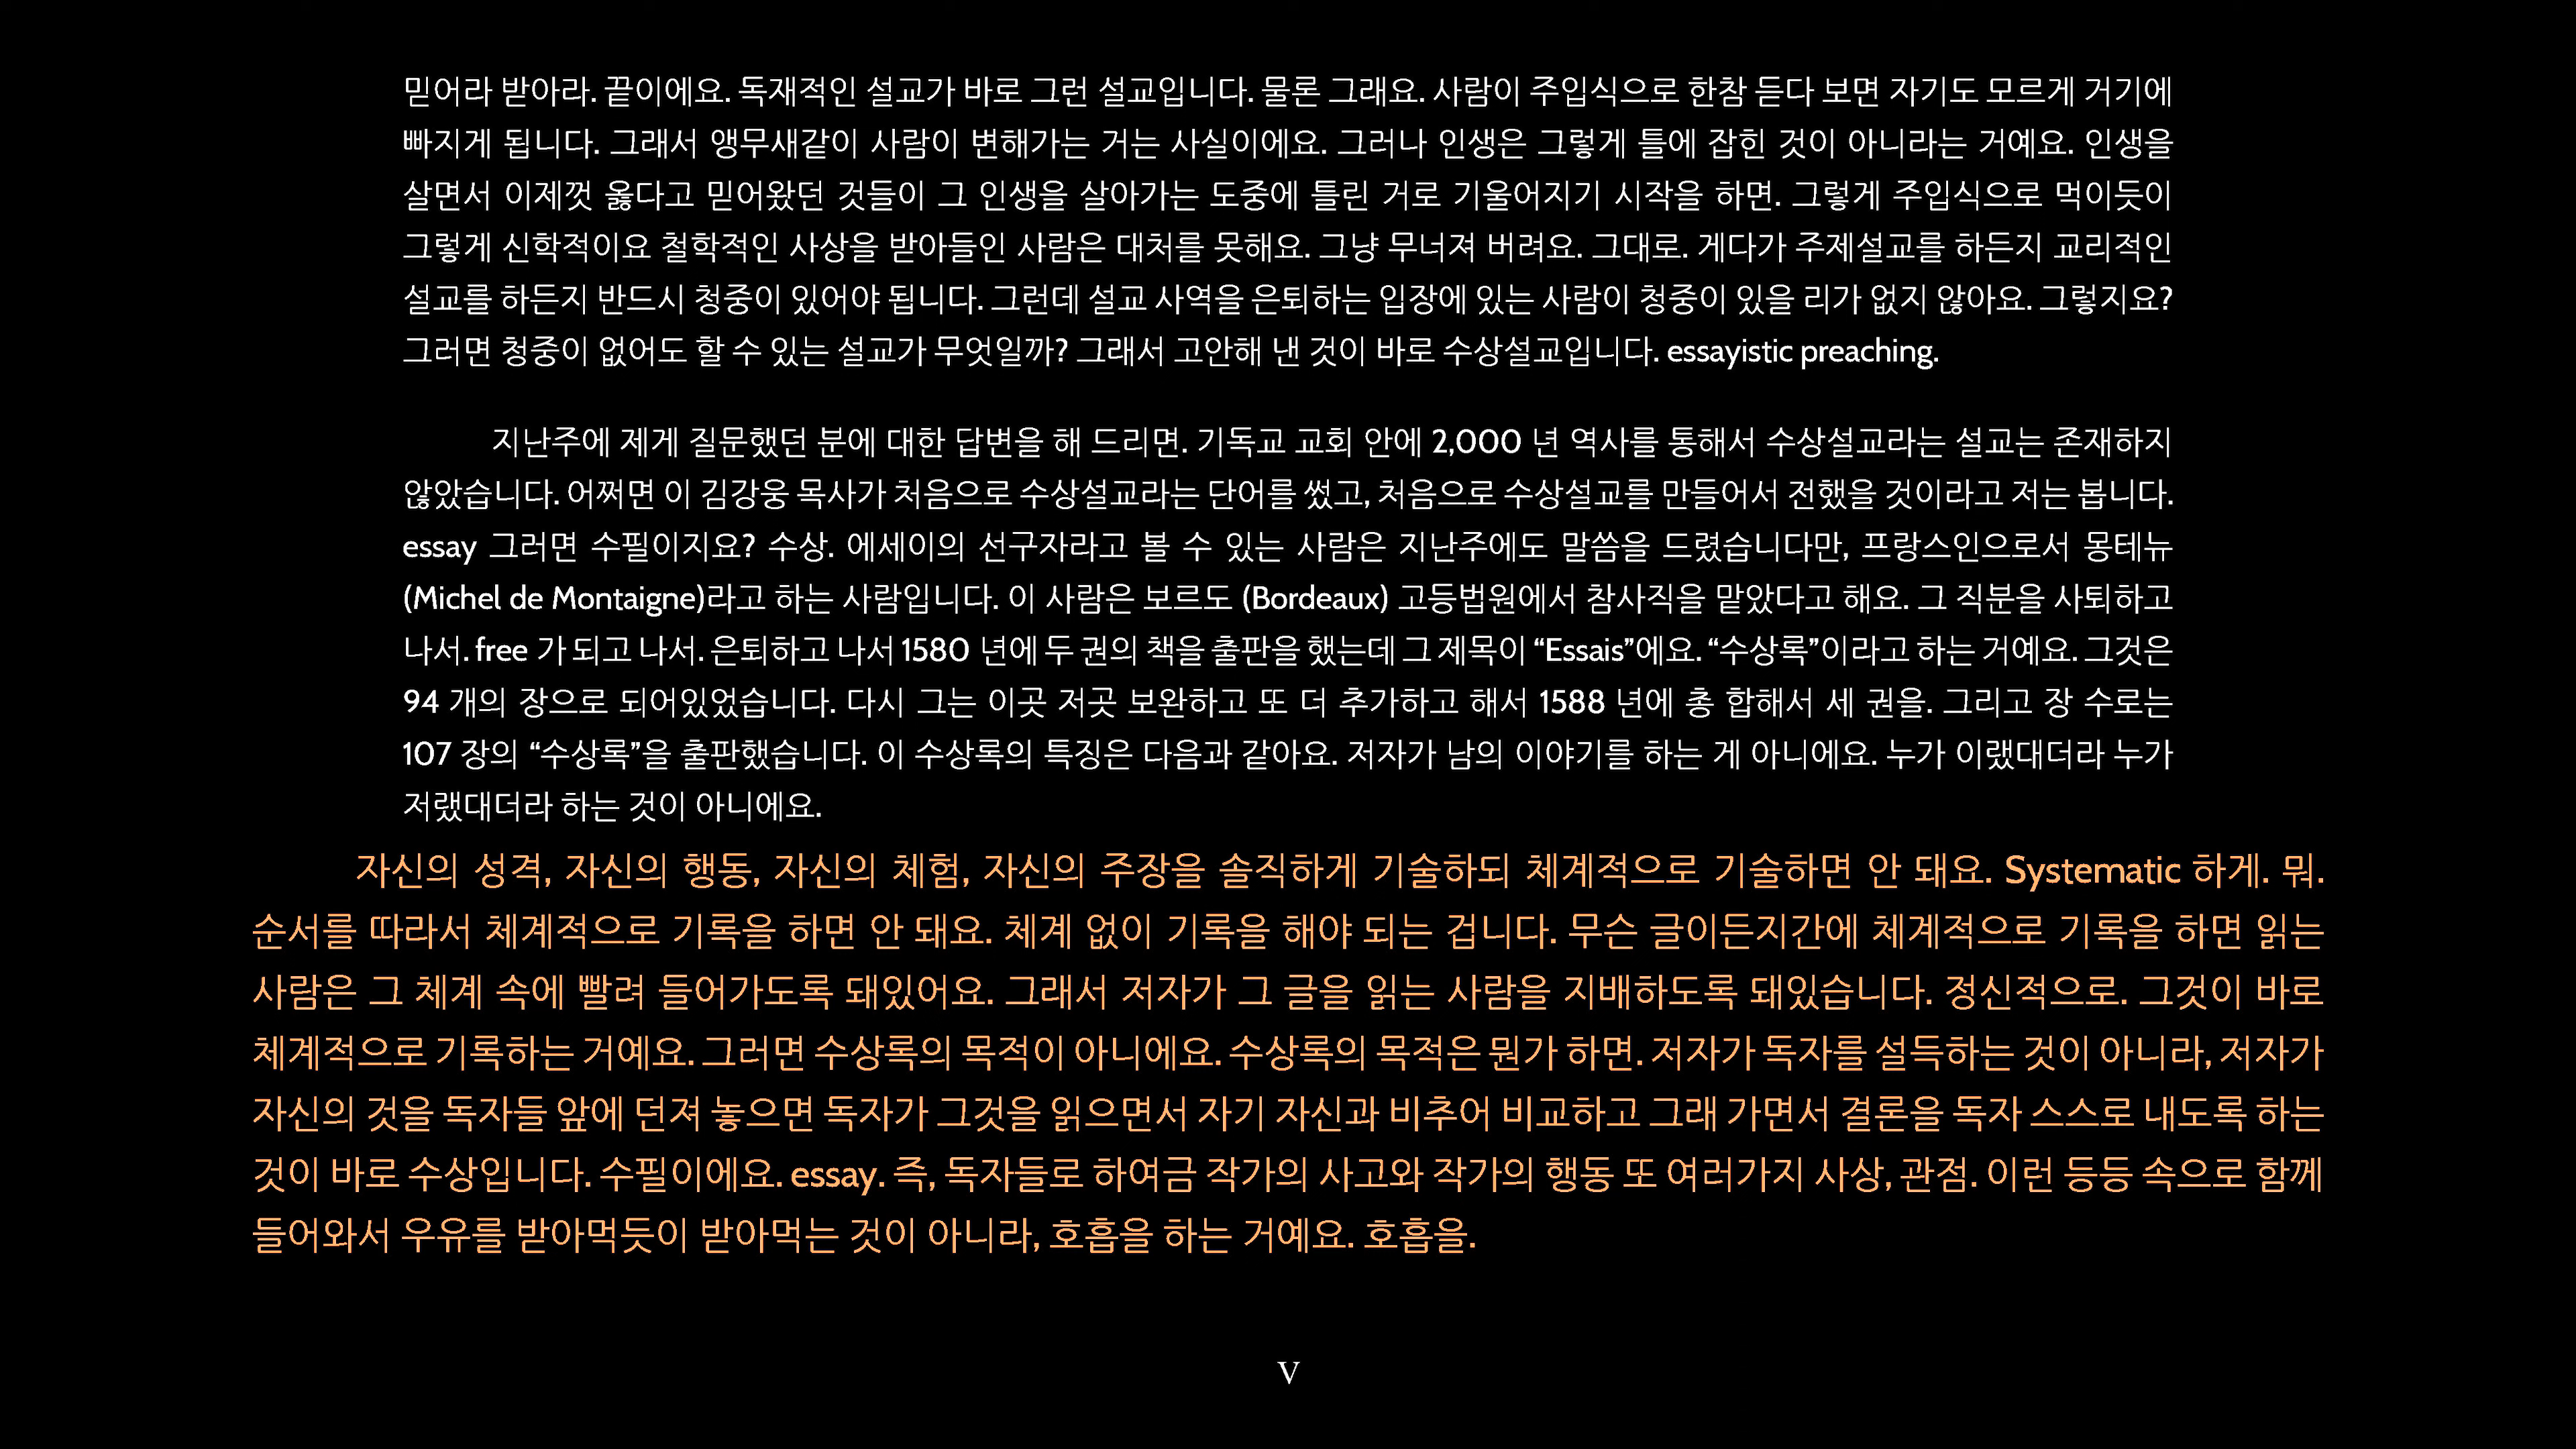 믿어라 받아라. 끝이에요. 독재적인 설교가 바로 그런 설교입니다. 물론 그래요. 사람이 주입식으로 한참 듣다 보면 자기도 모르게 거기에
빠지게 됩니다. 그래서 앵무새같이 사람이 변해가는 거는 사실이에요. 그러나 인생은 그렇게 틀에 잡힌 것이 아니라는 거예요. 인생을
살면서 이제껏 옳다고 믿어왔던 것들이 그 인생을 살아가는 도중에 틀린 거로 기울어지기 시작을 하면. 그렇게 주입식으로 먹이듯이
그렇게 신학적이요 철학적인 사상을 받아들인 사람은 대처를 못해요. 그냥 무너져 버려요. 그대로. 게다가 주제설교를 하든지 교리적인
설교를 하든지 반드시 청중이 있어야 됩니다. 그런데 설교 사역을 은퇴하는 입장에 있는 사람이 청중이 있을 리가 없지 않아요. 그렇지요?
그러면 청중이 없어도 할 수 있는 설교가 무엇일까? 그래서 고안해 낸 것이 바로 수상설교입니다. essayistic preaching.
지난주에 제게 질문했던 분에 대한 답변을 해 드리면. 기독교 교회 안에 2,000 년 역사를 통해서 수상설교라는 설교는 존재하지
않았습니다. 어쩌면 이 김강웅 목사가 처음으로 수상설교라는 단어를 썼고, 처음으로 수상설교를 만들어서 전했을 것이라고 저는 봅니다.
essay 그러면 수필이지요? 수상. 에세이의 선구자라고 볼 수 있는 사람은 지난주에도 말씀을 드렸습니다만, 프랑스인으로서 몽테뉴
(Michel de Montaigne)라고 하는 사람입니다. 이 사람은 보르도 (Bordeaux) 고등법원에서 참사직을 맡았다고 해요. 그 직분을 사퇴하고
나서. free 가 되고 나서. 은퇴하고 나서 1580 년에 두 권의 책을 출판을 했는데 그 제목이 “Essais”에요. “수상록”이라고 하는 거예요. 그것은
94 개의 장으로 되어있었습니다. 다시 그는 이곳 저곳 보완하고 또 더 추가하고 해서 1588 년에 총 합해서 세 권을. 그리고 장 수로는
107 장의 “수상록”을 출판했습니다. 이 수상록의 특징은 다음과 같아요. 저자가 남의 이야기를 하는 게 아니에요. 누가 이랬대더라 누가
저랬대더라 하는 것이 아니에요.
자신의 성격, 자신의 행동, 자신의 체험, 자신의 주장을 솔직하게 기술하되 체계적으로 기술하면 안 돼요. Systematic 하게. 뭐.
순서를 따라서 체계적으로 기록을 하면 안 돼요. 체계 없이 기록을 해야 되는 겁니다. 무슨 글이든지간에 체계적으로 기록을 하면 읽는
사람은 그 체계 속에 빨려 들어가도록 돼있어요. 그래서 저자가 그 글을 읽는 사람을 지배하도록 돼있습니다. 정신적으로. 그것이 바로
체계적으로 기록하는 거예요. 그러면 수상록의 목적이 아니에요. 수상록의 목적은 뭔가 하면. 저자가 독자를 설득하는 것이 아니라, 저자가
자신의 것을 독자들 앞에 던져 놓으면 독자가 그것을 읽으면서 자기 자신과 비추어 비교하고 그래 가면서 결론을 독자 스스로 내도록 하는
것이 바로 수상입니다. 수필이에요. essay. 즉, 독자들로 하여금 작가의 사고와 작가의 행동 또 여러가지 사상, 관점. 이런 등등 속으로 함께
들어와서 우유를 받아먹듯이 받아먹는 것이 아니라, 호흡을 하는 거예요. 호흡을.
V